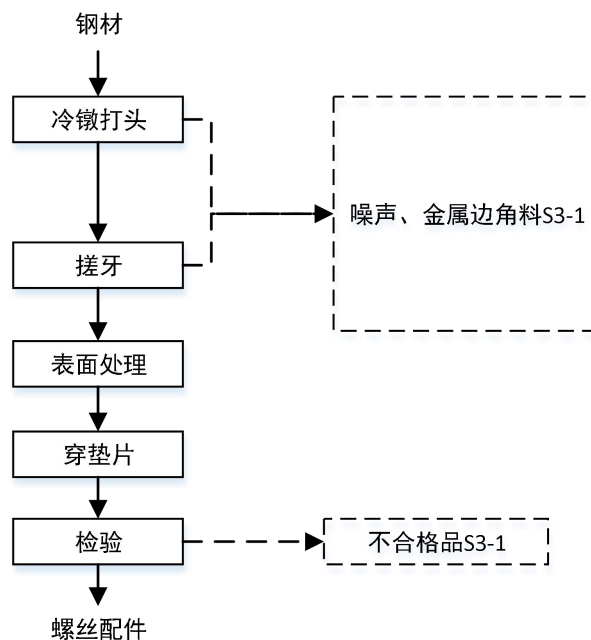 钢材
冷镦打头
噪声、金属边角料S3-1
搓牙
表面处理
穿垫片
检验
不合格品S3-1
螺丝配件